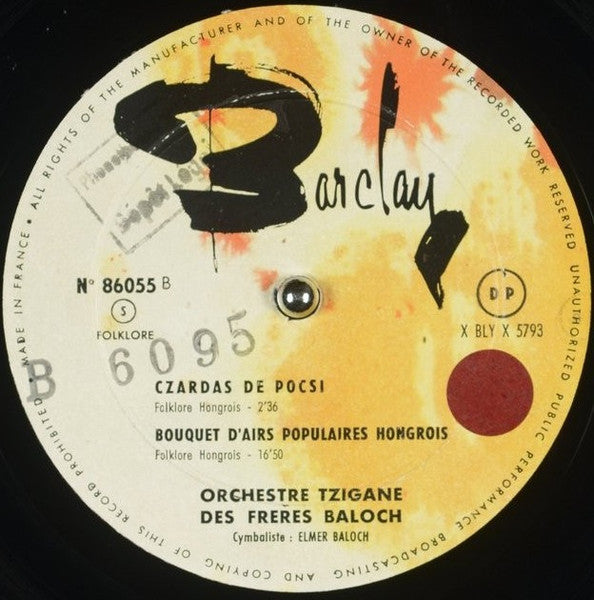 ALL RIGHTS OF THE MANUFACTURER AND OF THE OWNER OF THE RECORDED WORK RESERVED UNAUTHORIZED PUBLIC PERFORMANCE BROADCASTING AND COPYING OF THIS RECORD PROHIBITED • MADE IN FRANCE •
Barclay
Dépôt Légal
N° 86055 B
S
FOLKLORE
DP
X BLY X 5793
B 6095
CZARDAS DE POCSI
Folklore Hongrois - 2'36
BOUQUET D'AIRS POPULAIRES HONGROIS
Folklore Hongrois - 16'50
ORCHESTRE TZIGANE
DES FRERES BALOCH
Cymbaliste : ELMER BALOCH